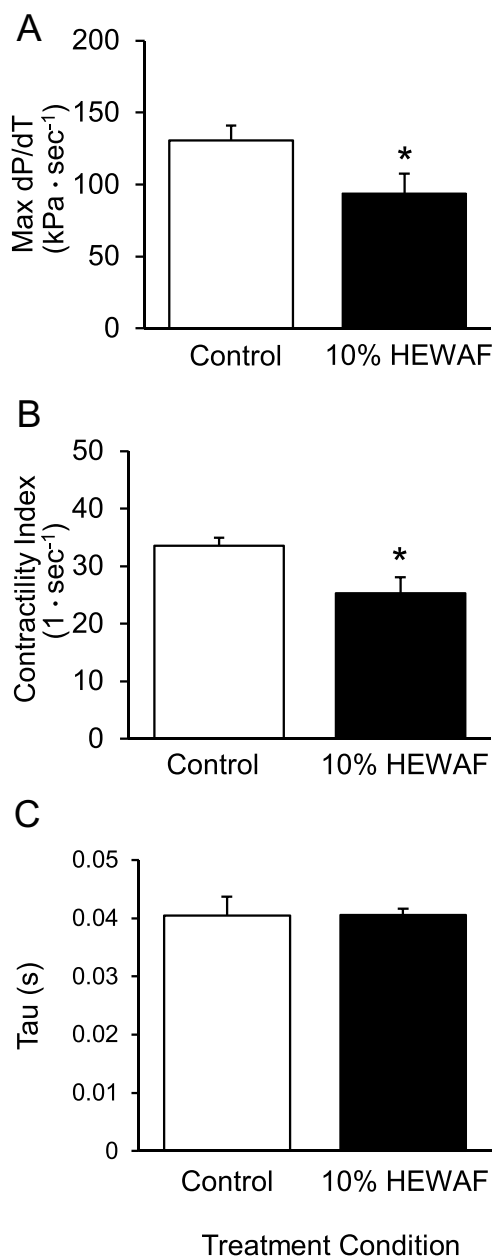 A
Max dP/dT
(kPa · sec⁻¹)
200
150
100
50
0
*
Control
10% HEWAF
B
Contractility Index
(1 · sec⁻¹)
50
40
30
20
10
0
*
Control
10% HEWAF
C
Tau (s)
0.05
0.04
0.03
0.02
0.01
0
Control
10% HEWAF
Treatment Condition